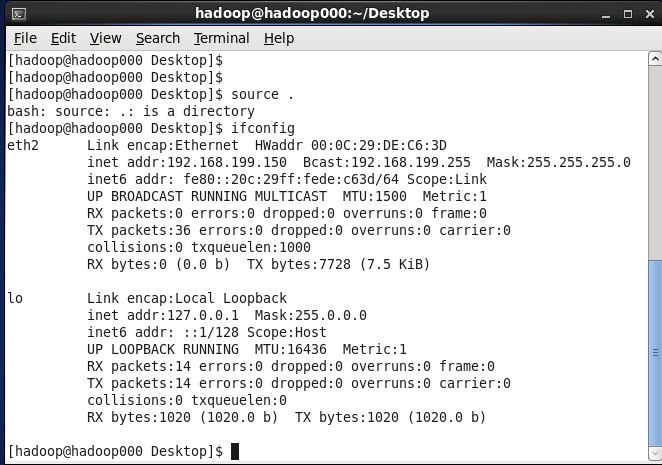 hadoop@hadoop000:~/Desktop
File Edit View Search Terminal Help
[hadoop@hadoop000 Desktop]$
[hadoop@hadoop000 Desktop]$
[hadoop@hadoop000 Desktop]$ source .
bash: source: .: is a directory
[hadoop@hadoop000 Desktop]$ ifconfig
eth2      Link encap:Ethernet  HWaddr 00:0C:29:DE:C6:3D
          inet addr:192.168.199.150  Bcast:192.168.199.255  Mask:255.255.255.0
          inet6 addr: fe80::20c:29ff:fede:c63d/64 Scope:Link
          UP BROADCAST RUNNING MULTICAST  MTU:1500  Metric:1
          RX packets:0 errors:0 dropped:0 overruns:0 frame:0
          TX packets:36 errors:0 dropped:0 overruns:0 carrier:0
          collisions:0 txqueuelen:1000
          RX bytes:0 (0.0 b)  TX bytes:7728 (7.5 KiB)

lo        Link encap:Local Loopback
          inet addr:127.0.0.1  Mask:255.0.0.0
          inet6 addr: ::1/128 Scope:Host
          UP LOOPBACK RUNNING  MTU:16436  Metric:1
          RX packets:14 errors:0 dropped:0 overruns:0 frame:0
          TX packets:14 errors:0 dropped:0 overruns:0 carrier:0
          collisions:0 txqueuelen:0
          RX bytes:1020 (1020.0 b)  TX bytes:1020 (1020.0 b)

[hadoop@hadoop000 Desktop]$